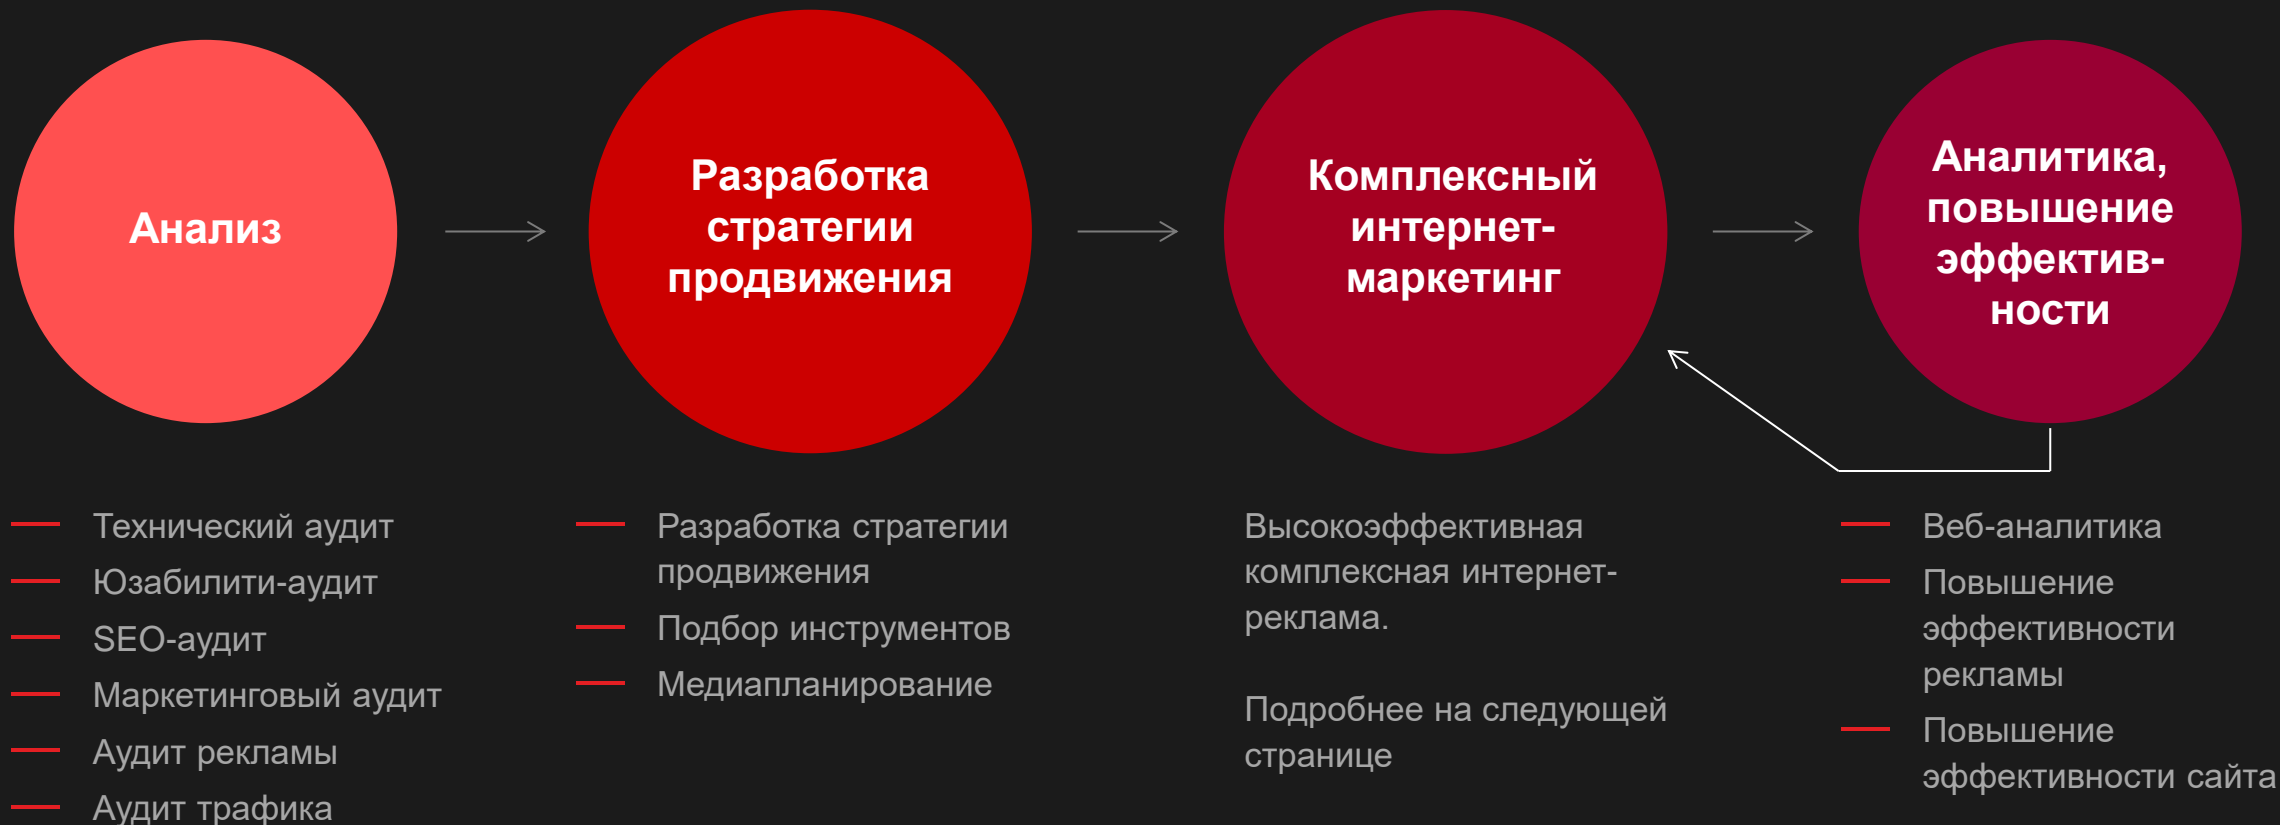 Анализ
Разработка
стратегии
продвижения
Комплексный
интернет-
маркетинг
Аналитика,
повышение
эффектив-
ности
Технический аудит
Юзабилити-аудит
SEO-аудит
Маркетинговый аудит
Аудит рекламы
Аудит трафика
Разработка стратегии
продвижения
Подбор инструментов
Медиапланирование
Высокоэффективная
комплексная интернет-
реклама.
Подробнее на следующей
странице
Веб-аналитика
Повышение
эффективности
рекламы
Повышение
эффективности сайта